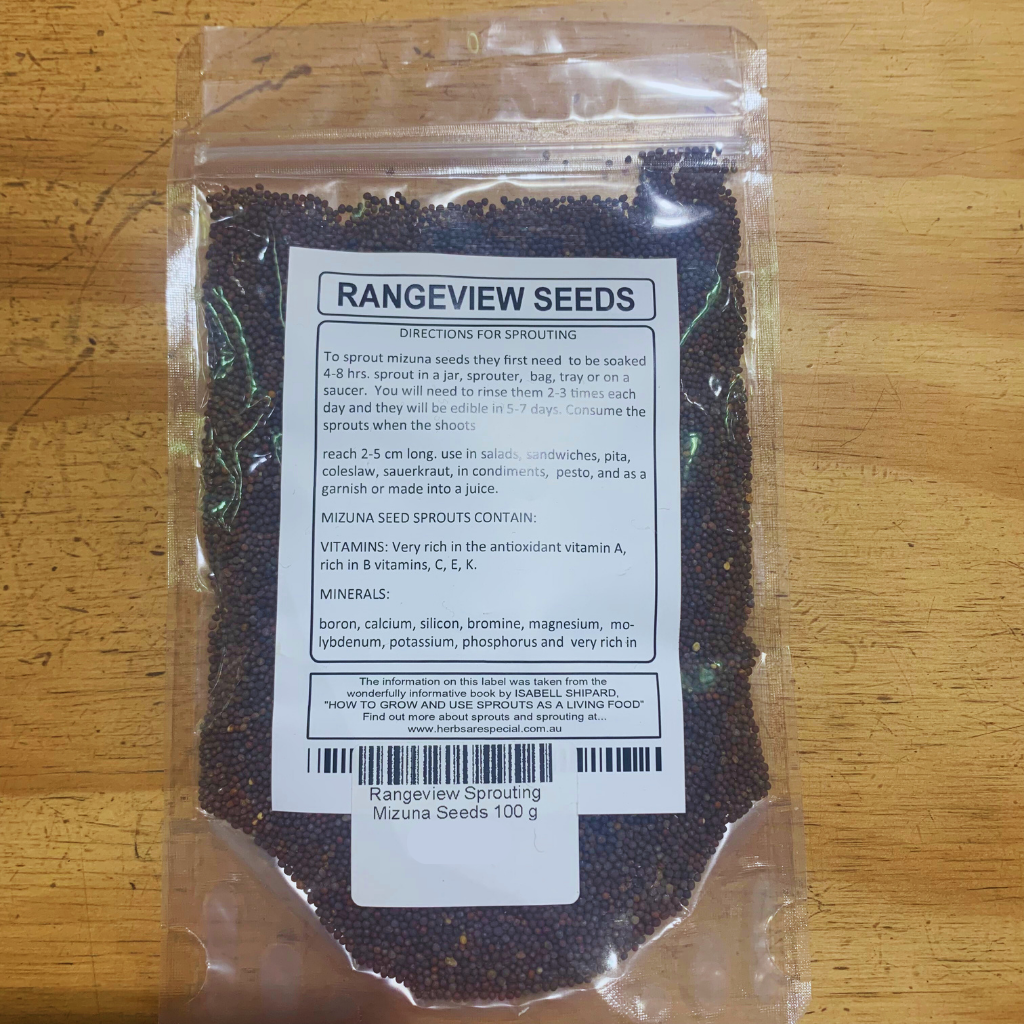 RANGEVIEW SEEDS
DIRECTIONS FOR SPROUTING
To sprout mizuna seeds they first need to be soaked
4-8 hrs. sprout in a jar, sprouter, bag, tray or on a
saucer. You will need to rinse them 2-3 times each
day and they will be edible in 5-7 days. Consume the
sprouts when the shoots
reach 2-5 cm long. use in salads, sandwiches, pita,
coleslaw, sauerkraut, in condiments, pesto, and as a
garnish or made into a juice.
MIZUNA SEED SPROUTS CONTAIN:
VITAMINS: Very rich in the antioxidant vitamin A,
rich in B vitamins, C, E, K.
MINERALS:
boron, calcium, silicon, bromine, magnesium, mo-
lybdenum, potassium, phosphorus and very rich in
The information on this label was taken from the
wonderfully informative book by ISABELL SHIPARD,
"HOW TO GROW AND USE SPROUTS AS A LIVING FOOD"
Find out more about sprouts and sprouting at...
www.herbsarespecial.com.au
Rangeview Sprouting
Mizuna Seeds 100 g